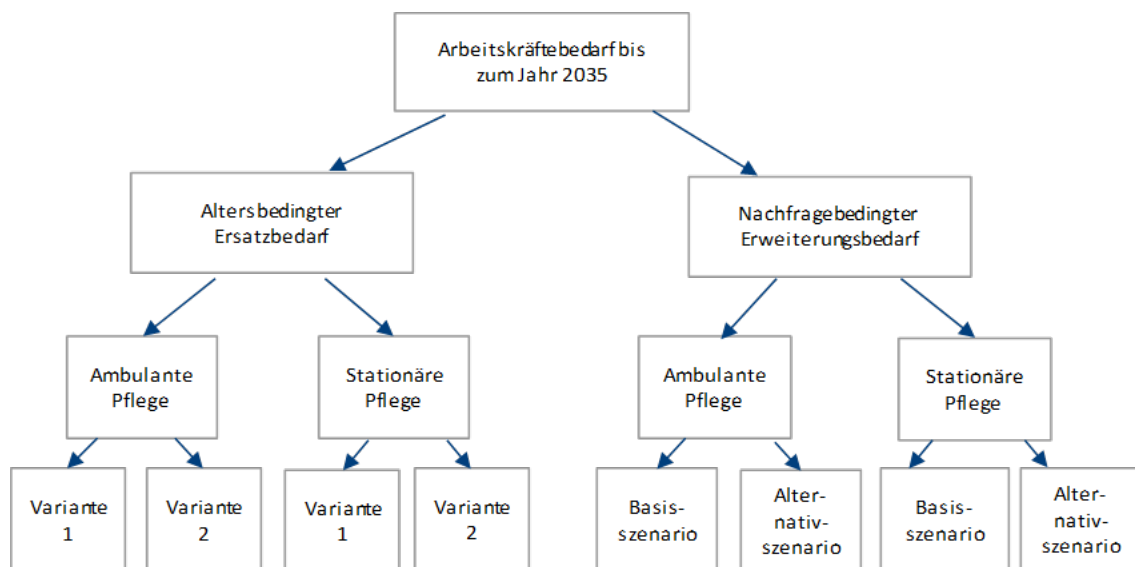 Arbeitskräftebedarf bis
zum Jahr 2035
Altersbedingter
Ersatzbedarf
Nachfragebedingter
Erweiterungsbedarf
Ambulante
Pflege
Stationäre
Pflege
Ambulante
Pflege
Stationäre
Pflege
Variante
1
Variante
2
Variante
1
Variante
2
Basis-
szenario
Alter-
nativ-
szenario
Basis-
szenario
Alter-
nativ-
szenario